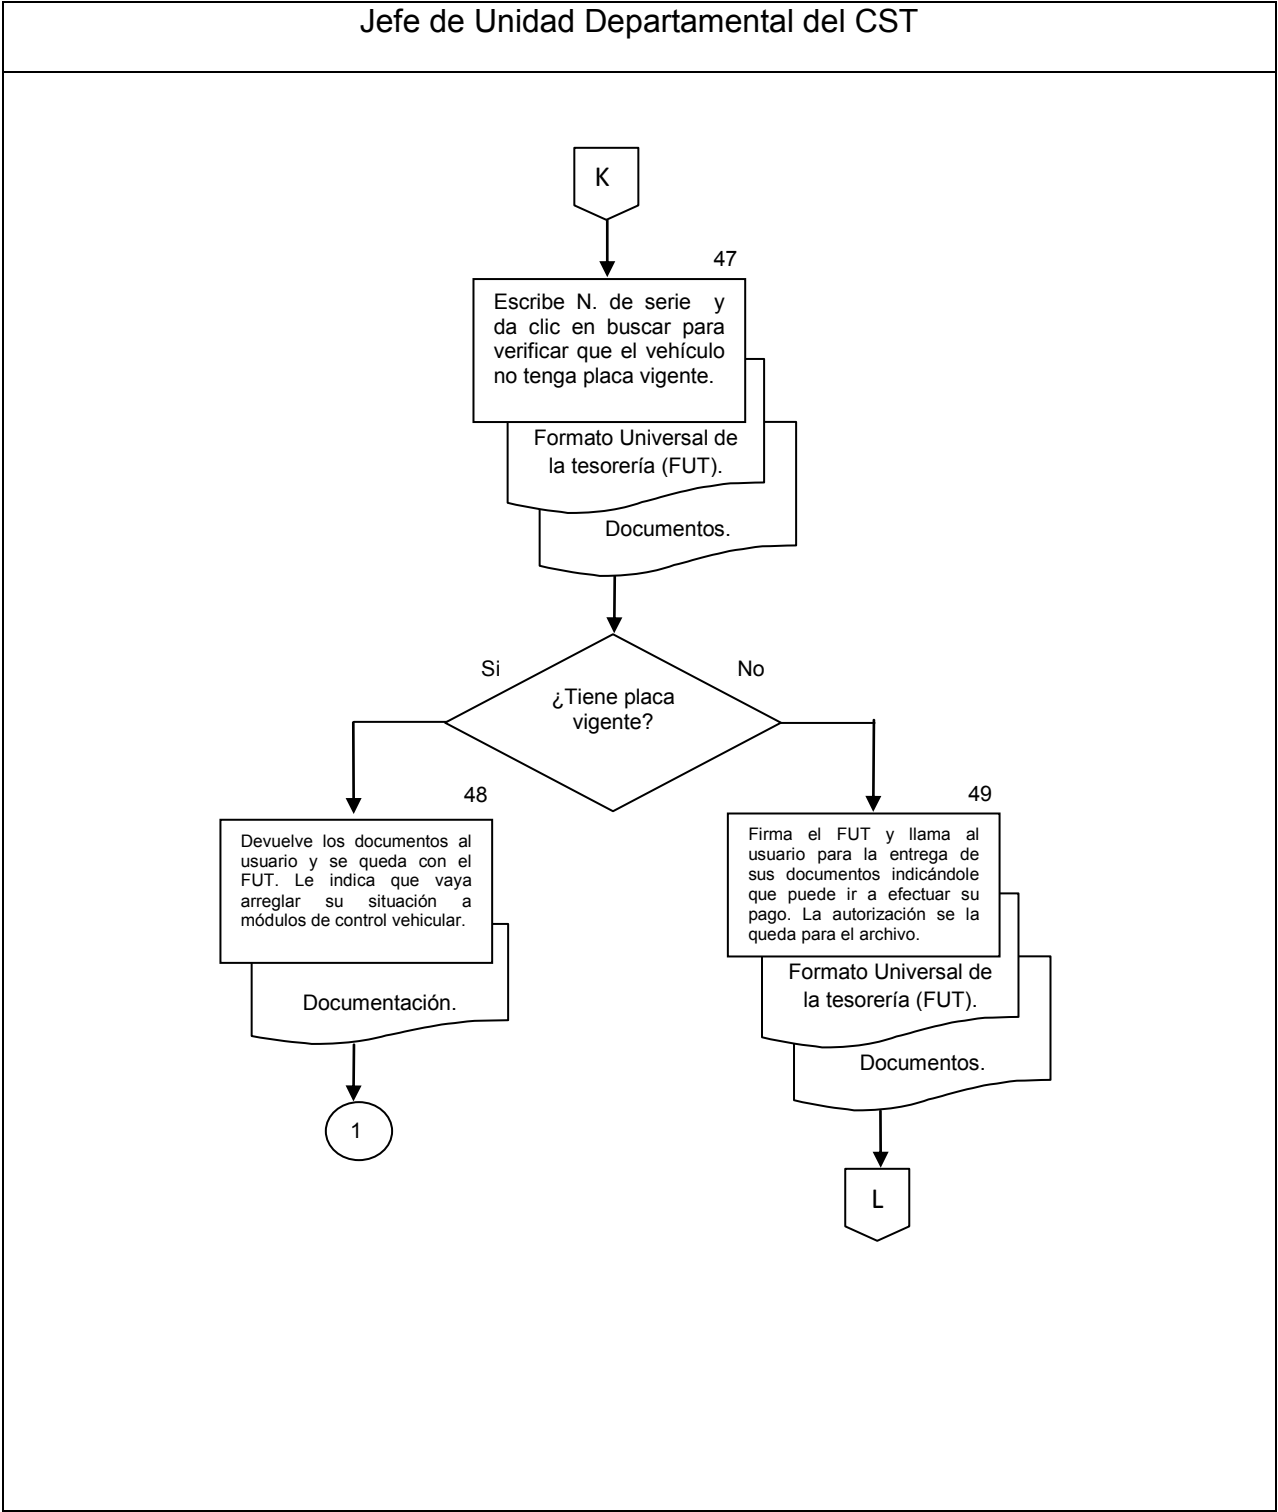 Jefe de Unidad Departamental del CST
K
47
Escribe N. de serie y
da clic en buscar para
verificar que el vehículo
no tenga placa vigente.
Formato Universal de
la tesorería (FUT).
Documentos.
Si
No
¿Tiene placa
vigente?
48
Devuelve los documentos al
usuario y se queda con el
FUT. Le indica que vaya
arreglar su situación a
módulos de control vehicular.
Documentación.
1
49
Firma el FUT y llama al
usuario para la entrega de
sus documentos indicándole
que puede ir a efectuar su
pago. La autorización se la
queda para el archivo.
Formato Universal de
la tesorería (FUT).
Documentos.
L